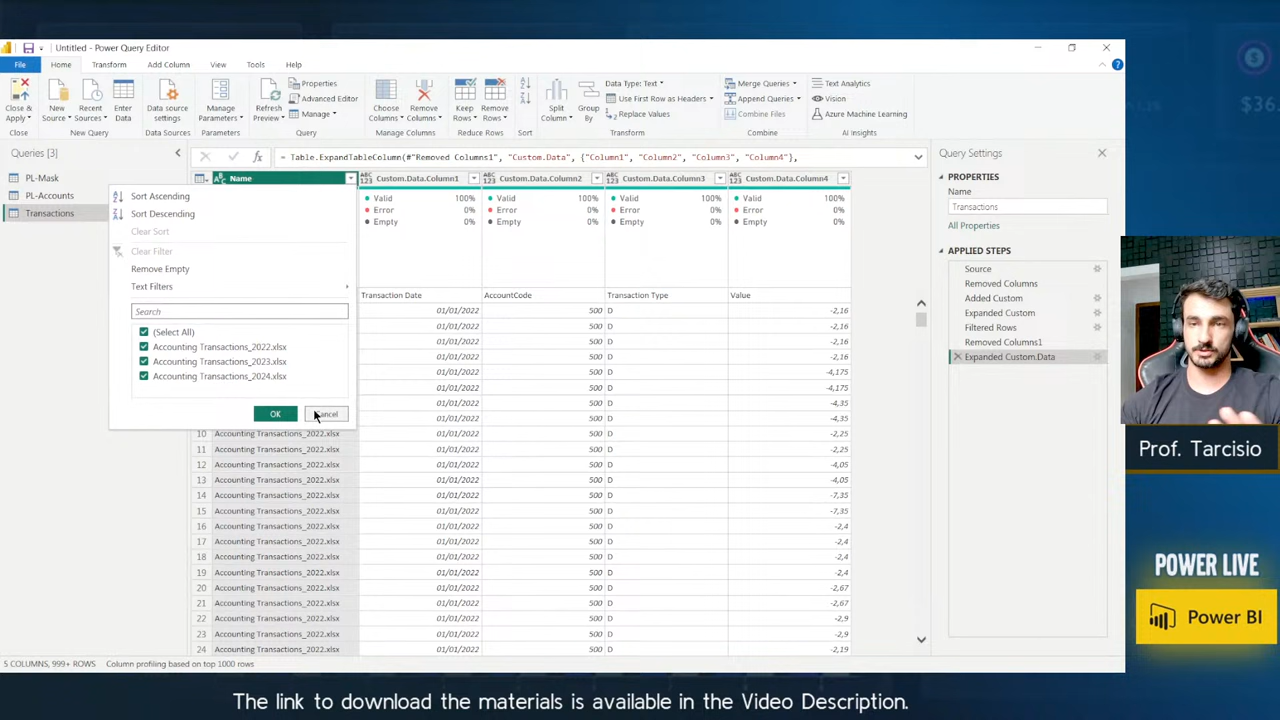 Untitled - Power Query Editor
File Home Transform Add Column View Tools Help
Close & Apply
New Source
Recent Sources
Enter Data
Data source settings
Manage Parameters
Refresh Preview
Properties
Advanced Editor
Manage
Choose Columns
Remove Columns
Keep Rows
Remove Rows
Split Column
Group By
Data Type: Text
Use First Row as Headers
Replace Values
Merge Queries
Append Queries
Combine Files
Text Analytics
Vision
Azure Machine Learning
Close New Query Data Sources Parameters Query Manage Columns Reduce Rows Sort Transform Combine AI Insights
Queries [3]
PL-Mask
PL-Accounts
Transactions
= Table.ExpandTableColumn(#"Removed Columns1", "Custom.Data", {"Column1", "Column2", "Column3", "Column4"},
Name Custom.Data.Column1 Custom.Data.Column2 Custom.Data.Column3 Custom.Data.Column4
Valid 100% Valid 100% Valid 100% Valid 100%
Error 0% Error 0% Error 0% Error 0%
Empty 0% Empty 0% Empty 0% Empty 0%
Sort Ascending
Sort Descending
Clear Sort
Clear Filter
Remove Empty
Text Filters
Search
(Select All)
Accounting Transactions_2022.xlsx
Accounting Transactions_2023.xlsx
Accounting Transactions_2024.xlsx
OK
Transaction Date AccountCode Transaction Type Value
01/01/2022 500 D -2,16
01/01/2022 500 D -2,16
01/01/2022 500 D -2,16
01/01/2022 500 D -2,16
01/01/2022 500 D -4,175
01/01/2022 500 D -4,175
01/01/2022 500 D -4,35
01/01/2022 500 D -4,35
10 Accounting Transactions_2022.xlsx 01/01/2022 500 D -2,25
11 Accounting Transactions_2022.xlsx 01/01/2022 500 D -2,25
12 Accounting Transactions_2022.xlsx 01/01/2022 500 D -4,05
13 Accounting Transactions_2022.xlsx 01/01/2022 500 D -4,05
14 Accounting Transactions_2022.xlsx 01/01/2022 500 D -7,35
15 Accounting Transactions_2022.xlsx 01/01/2022 500 D -7,35
16 Accounting Transactions_2022.xlsx 01/01/2022 500 D -2,4
17 Accounting Transactions_2022.xlsx 01/01/2022 500 D -2,4
18 Accounting Transactions_2022.xlsx 01/01/2022 500 D -2,4
19 Accounting Transactions_2022.xlsx 01/01/2022 500 D -2,4
20 Accounting Transactions_2022.xlsx 01/01/2022 500 D -2,67
21 Accounting Transactions_2022.xlsx 01/01/2022 500 D -2,67
22 Accounting Transactions_2022.xlsx 01/01/2022 500 D -2,9
23 Accounting Transactions_2022.xlsx 01/01/2022 500 D -2,9
24 Accounting Transactions_2022.xlsx 01/01/2022 500 D -2,19
5 COLUMNS, 999+ ROWS Column profiling based on top 1000 rows
Query Settings
PROPERTIES
Name
Transactions
All Properties
APPLIED STEPS
Source
Removed Columns
Added Custom
Expanded Custom
Filtered Rows
Removed Columns1
Expanded Custom.Data
Prof. Tarcisio
POWER LIVE
Power BI
The link to download the materials is available in the Video Description.